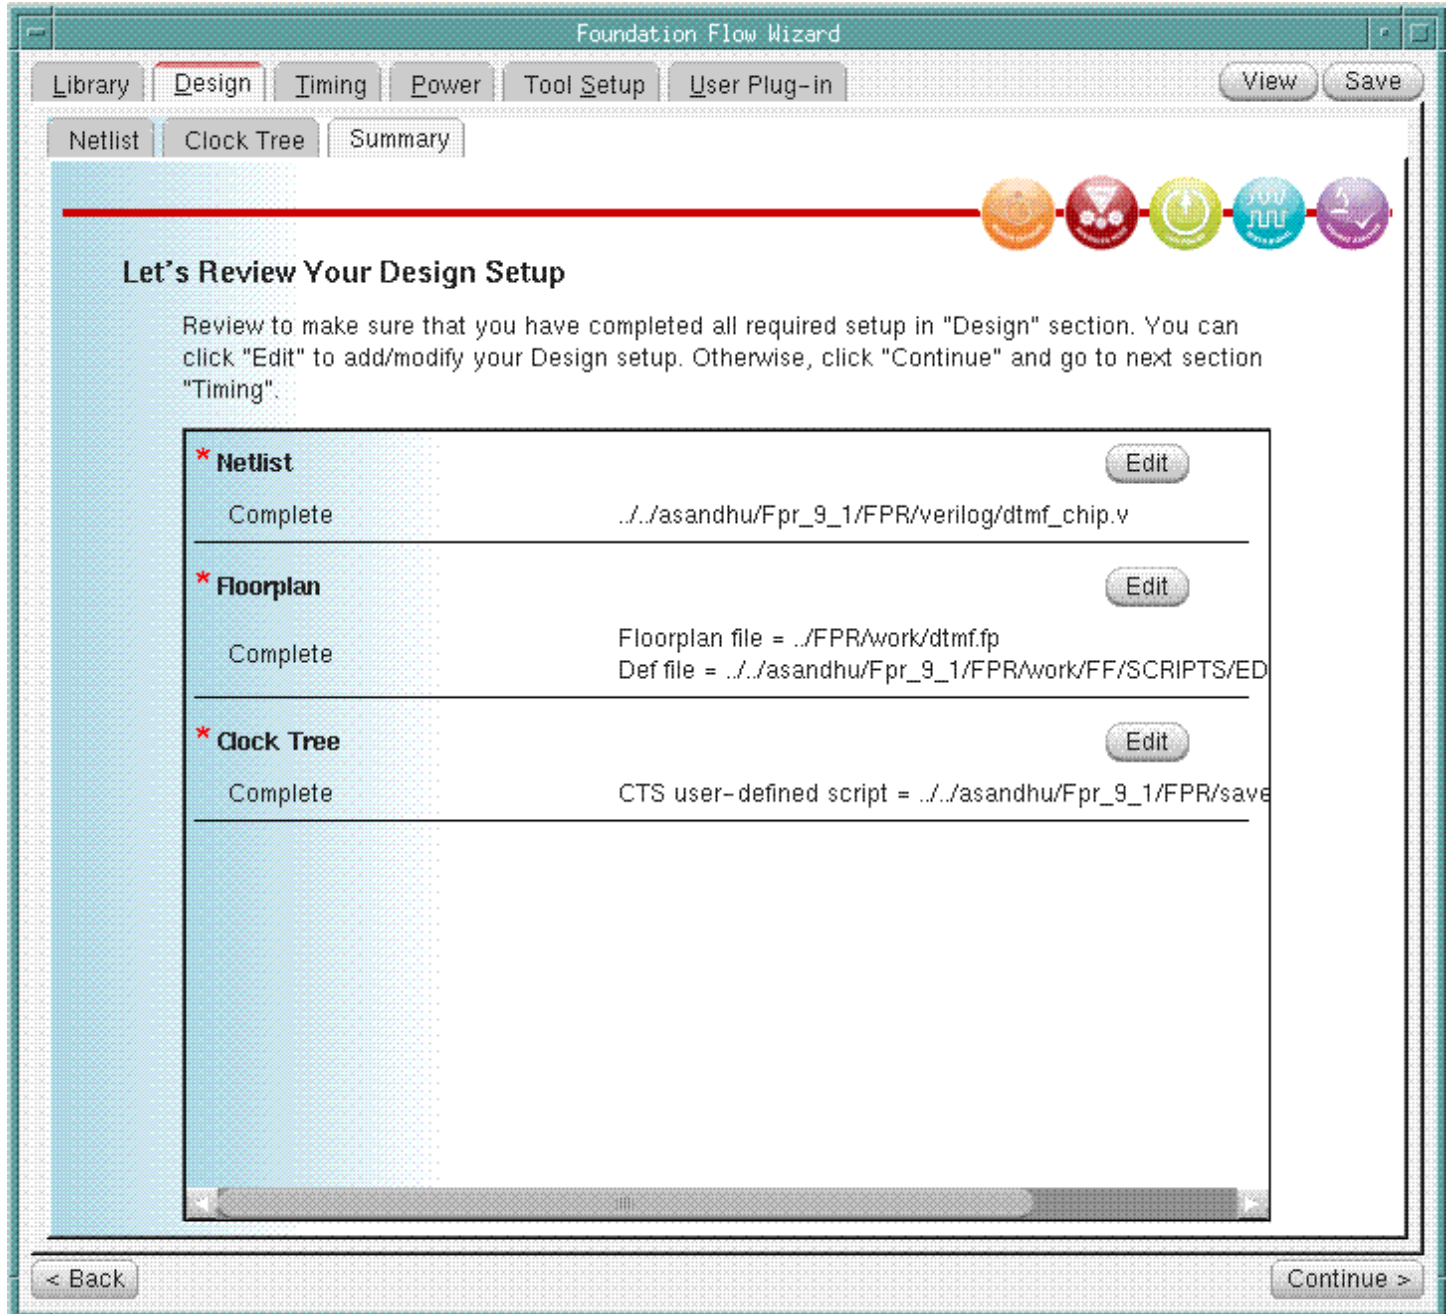 Foundation Flow Wizard
Library Design Timing Power Tool Setup User Plug-in View Save
Netlist Clock Tree Summary
Let's Review Your Design Setup
Review to make sure that you have completed all required setup in "Design" section. You can
click "Edit" to add/modify your Design setup. Otherwise, click "Continue" and go to next section
"Timing".
* Netlist Edit
Complete ../../asandhu/Fpr_9_1/FPR/verilog/dtmf_chip.v
* Floorplan Edit
Floorplan file = ../FPR/work/dtmf.fp
Complete
Def file = ../../asandhu/Fpr_9_1/FPR/work/FF/SCRIPTS/ED
* Clock Tree Edit
Complete CTS user-defined script = ../../asandhu/Fpr_9_1/FPR/save
< Back Continue >